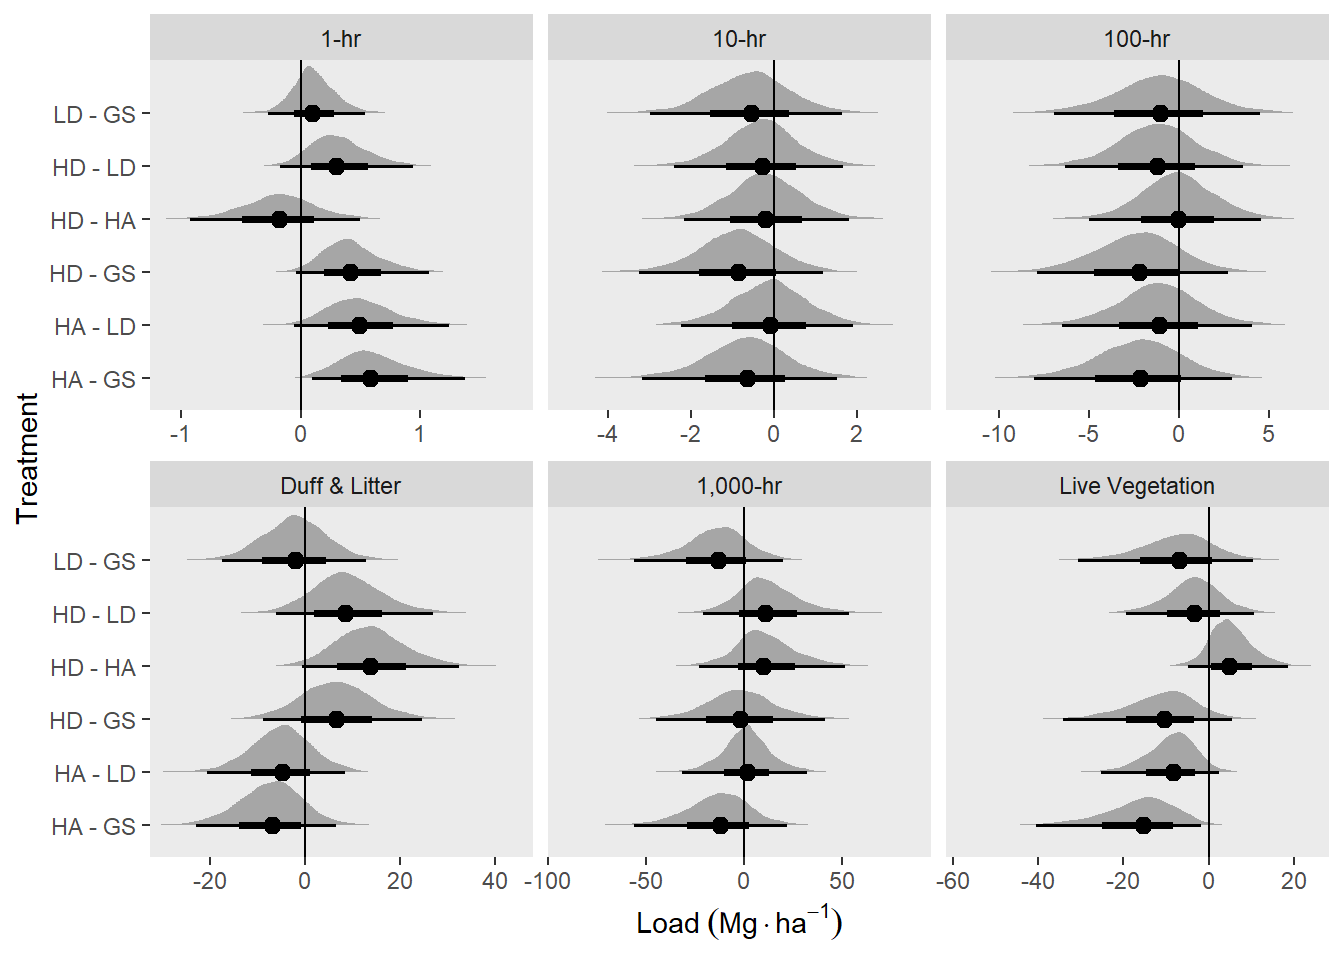 1-hr 10-hr 100-hr
LD - GS
HD - LD
HD - HA
HD - GS
HA - LD
HA - GS
-1 0 1 -4 -2 0 2 -10 -5 0 5
Treatment
Duff & Litter 1,000-hr Live Vegetation
LD - GS
HD - LD
HD - HA
HD - GS
HA - LD
HA - GS
-20 0 20 40 -100 -50 0 50 -60 -40 -20 0 20
Load (Mg · ha⁻¹)